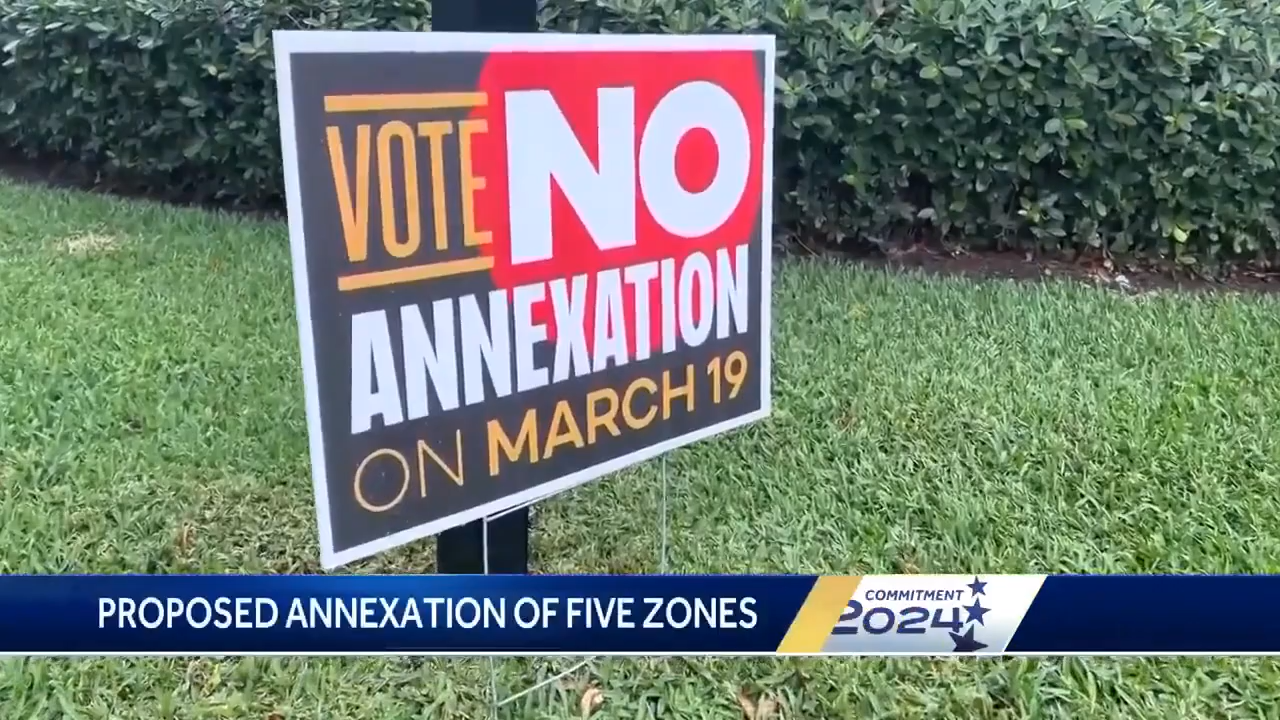 VOTE NO
ANNEXATION
ON MARCH 19
PROPOSED ANNEXATION OF FIVE ZONES
COMMITMENT
2024